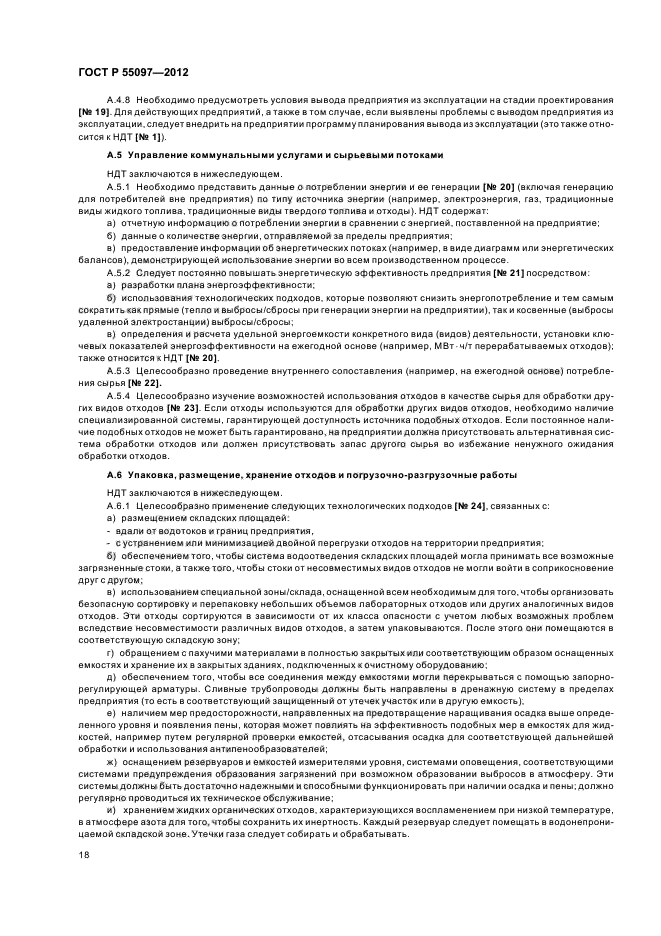 ГОСТ Р 55097—2012
А.4.8 Необходимо предусмотреть условия вывода предприятия из эксплуатации на стадии проектирования
[№ 19]. Для действующих предприятий, а также в том случае, если выявлены проблемы с выводом предприятия из
эксплуатации, следует внедрить на предприятии программу планирования вывода из эксплуатации (это также отно-
сится к НДТ [№ 1]).
А.5 Управление коммунальными услугами и сырьевыми потоками
НДТ заключаются в нижеследующем.
А.5.1 Необходимо представить данные о потреблении энергии и ее генерации [№ 20] (включая генерацию
для потребителей вне предприятия) по типу источника энергии (например, электроэнергия, газ, традиционные
виды жидкого топлива, традиционные виды твердого топлива и отходы). НДТ содержат:
а) отчетную информацию о потреблении энергии в сравнении с энергией, поставленной на предприятие;
б) данные о количестве энергии, отправляемой за пределы предприятия;
в) предоставление информации об энергетических потоках (например, в виде диаграмм или энергетических
балансов), демонстрирующей использование энергии во всем производственном процессе.
А.5.2 Следует постоянно повышать энергетическую эффективность предприятия [№ 21] посредством:
а) разработки плана энергоэффективности;
б) использования технологических подходов, которые позволяют снизить энергопотребление и тем самым
сократить как прямые (тепло и выбросы/сбросы при генерации энергии на предприятии), так и косвенные (выбросы
удаленной электростанции) выбросы/сбросы;
в) определения и расчета удельной энергоемкости конкретного вида (видов) деятельности, установки клю-
чевых показателей энергоэффективности на ежегодной основе (например, МВт · ч/т перерабатываемых отходов);
также относится к НДТ [№ 20].
А.5.3 Целесообразно проведение внутреннего сопоставления (например, на ежегодной основе) потребле-
ния сырья [№ 22].
А.5.4 Целесообразно изучение возможностей использования отходов в качестве сырья для обработки дру-
гих видов отходов [№ 23]. Если отходы используются для обработки других видов отходов, необходимо наличие
специализированной системы, гарантирующей доступность источника подобных отходов. Если постоянное нали-
чие подобных отходов не может быть гарантировано, на предприятии должна присутствовать альтернативная сис-
тема обработки отходов или должен присутствовать запас другого сырья во избежание ненужного ожидания
обработки отходов.
А.6 Упаковка, размещение, хранение отходов и погрузочно-разгрузочные работы
НДТ заключаются в нижеследующем.
А.6.1 Целесообразно применение следующих технологических подходов [№ 24], связанных с:
а) размещением складских площадей:
- вдали от водотоков и границ предприятия,
- с устранением или минимизацией двойной перегрузки отходов на территории предприятия;
б) обеспечением того, чтобы система водоотведения складских площадей могла принимать все возможные
загрязненные стоки, а также того, чтобы стоки от несовместимых видов отходов не могли войти в соприкосновение
друг с другом;
в) использованием специальной зоны/склада, оснащенной всем необходимым для того, чтобы организовать
безопасную сортировку и перепаковку небольших объемов лабораторных отходов или других аналогичных видов
отходов. Эти отходы сортируются в зависимости от их класса опасности с учетом любых возможных проблем
вследствие несовместимости различных видов отходов, а затем упаковываются. После этого они помещаются в
соответствующую складскую зону;
г) обращением с пахучими материалами в полностью закрытых или соответствующим образом оснащенных
емкостях и хранение их в закрытых зданиях, подключенных к очистному оборудованию;
д) обеспечением того, чтобы все соединения между емкостями могли перекрываться с помощью запорно-
регулирующей арматуры. Сливные трубопроводы должны быть направлены в дренажную систему в пределах
предприятия (то есть в соответствующий защищенный от утечек участок или в другую емкость);
е) наличием мер предосторожности, направленных на предотвращение наращивания осадка выше опреде-
ленного уровня и появления пены, которая может повлиять на эффективность подобных мер в емкостях для жид-
костей, например путем регулярной проверки емкостей, отсасывания осадка для соответствующей дальнейшей
обработки и использования антипенообразователей;
ж) оснащением резервуаров и емкостей измерителями уровня, системами оповещения, соответствующими
системами предупреждения образования загрязнений при возможном образовании выбросов в атмосферу. Эти
системы должны быть достаточно надежными и способными функционировать при наличии осадка и пены; должно
регулярно проводиться их техническое обслуживание;
и) хранением жидких органических отходов, характеризующихся воспламенением при низкой температуре,
в атмосфере азота для того, чтобы сохранить их инертность. Каждый резервуар следует помещать в водонепрони-
цаемой складской зоне. Утечки газа следует собирать и обрабатывать.
18